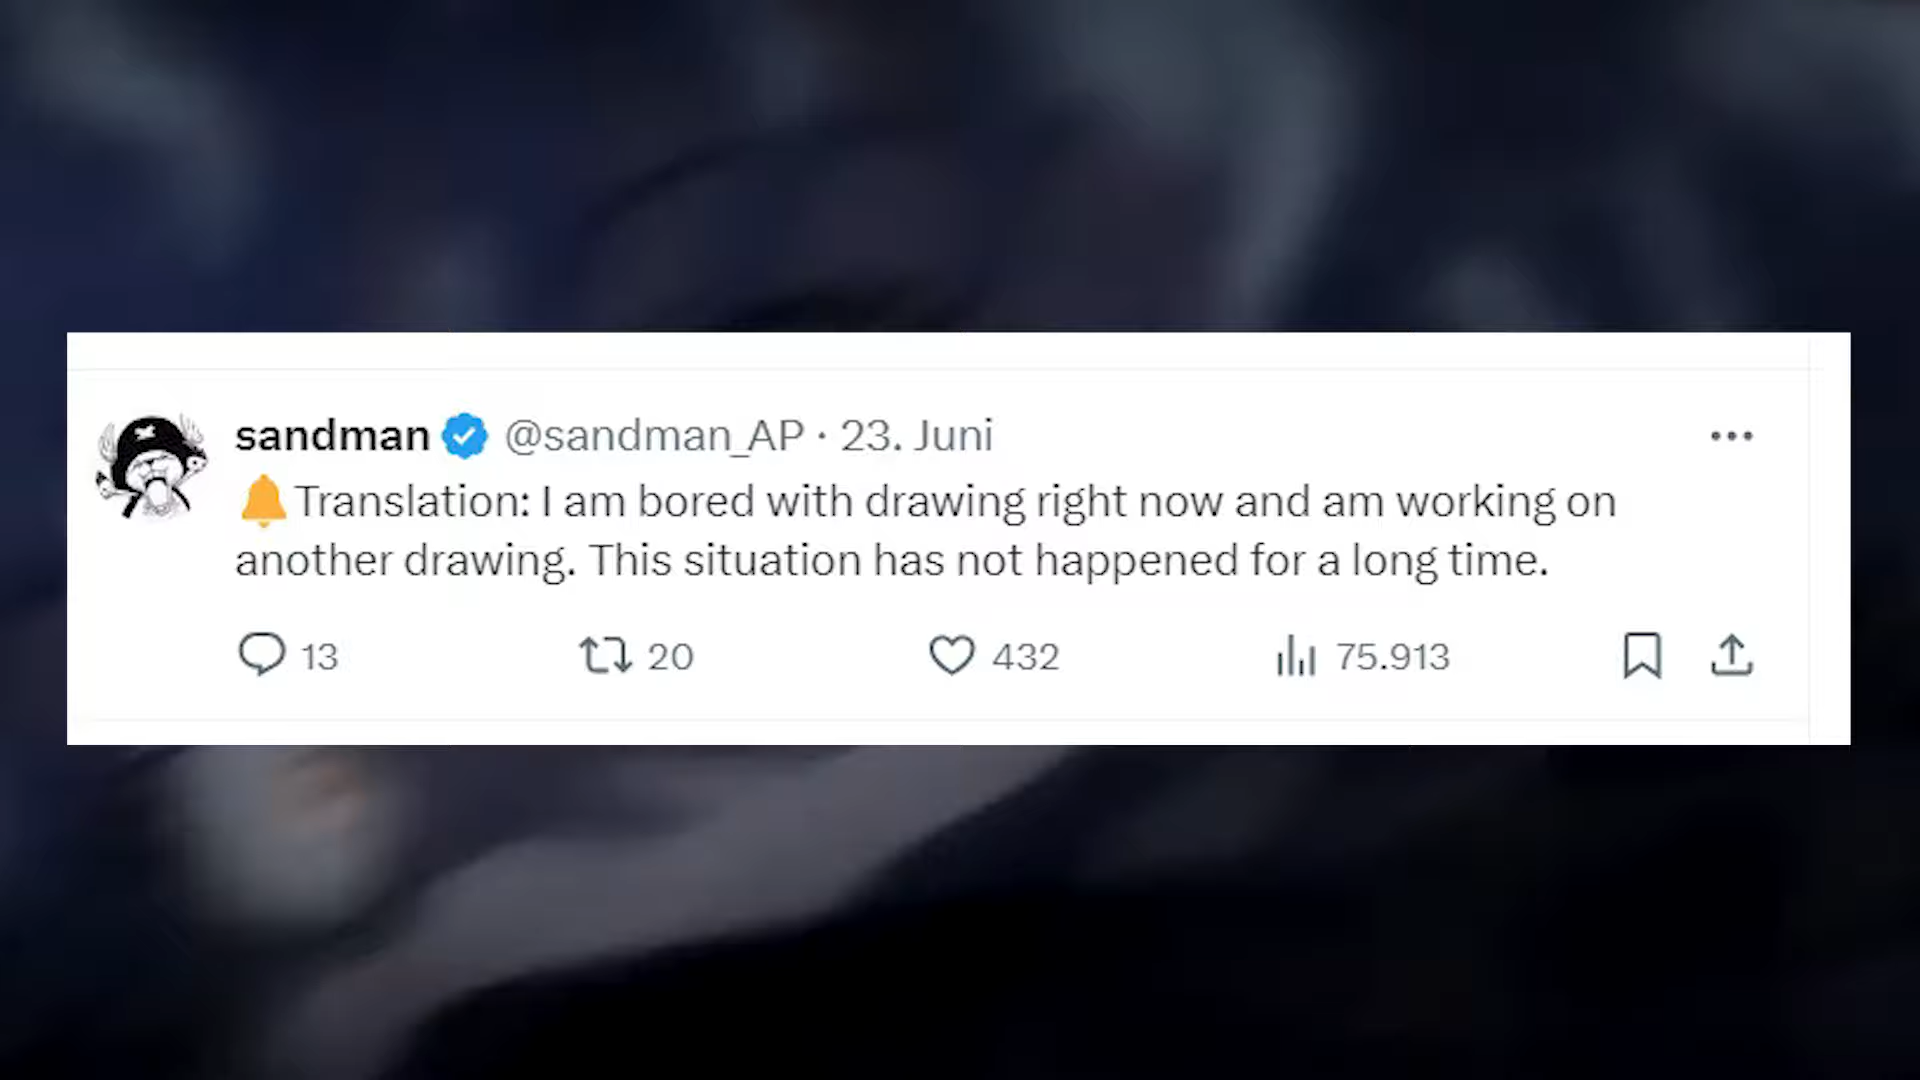 sandman @sandman_AP · 23. Juni
🔔Translation: I am bored with drawing right now and am working on
another drawing. This situation has not happened for a long time.
13 20 432 75.913